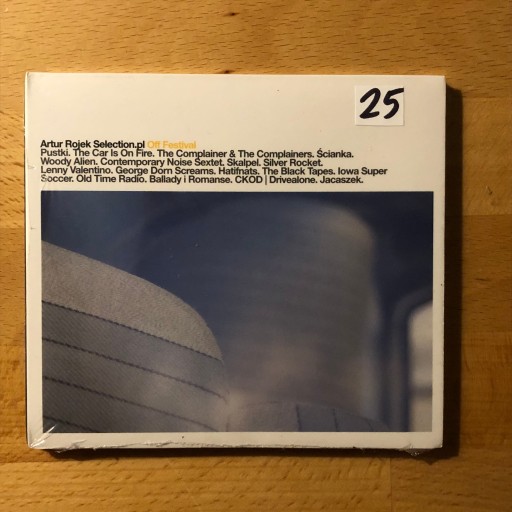 25
Artur Rojek Selection.pl Off Festival
Pustki. The Car Is On Fire. The Complainer & The Complainers. Ścianka.
Woody Alien. Contemporary Noise Sextet. Skalpel. Silver Rocket.
Lenny Valentino. George Dorn Screams. Hatifnats. The Black Tapes. Iowa Super
Soccer. Old Time Radio. Ballady i Romanse. CKOD | Drivealone. Jacaszek.